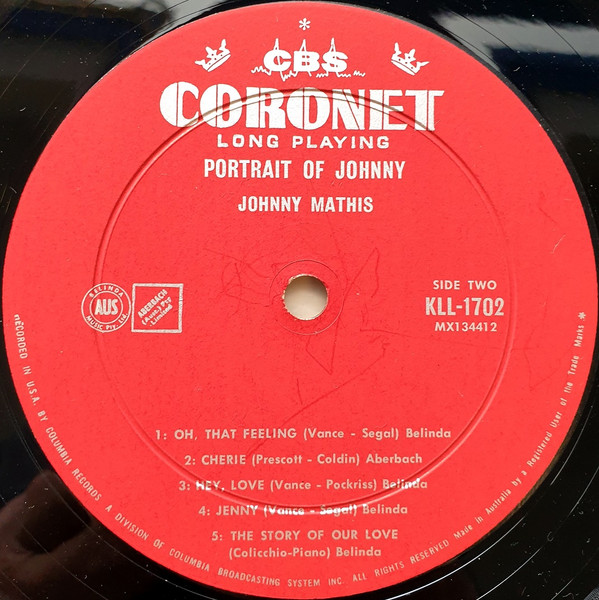 *
CBS
CORONET
LONG PLAYING
PORTRAIT OF JOHNNY
JOHNNY MATHIS
BELINDA
AUS
MUSIC Pty. Ltd.
ABERBACH
(Aust.) Pty
Limited
SIDE TWO
KLL-1702
MX134412
1: OH, THAT FEELING (Vance - Segal) Belinda
2: CHERIE (Prescott - Coldin) Aberbach
3: HEY, LOVE (Vance - Pockriss) Belinda
4: JENNY (Vance - Segal) Belinda
5: THE STORY OF OUR LOVE
(Colicchio-Piano) Belinda
RECORDED IN U.S.A. BY COLUMBIA RECORDS A DIVISION OF COLUMBIA BROADCASTING SYSTEM INC. ALL RIGHTS RESERVED Made in Australia by a Registered User of the Trade Marks *